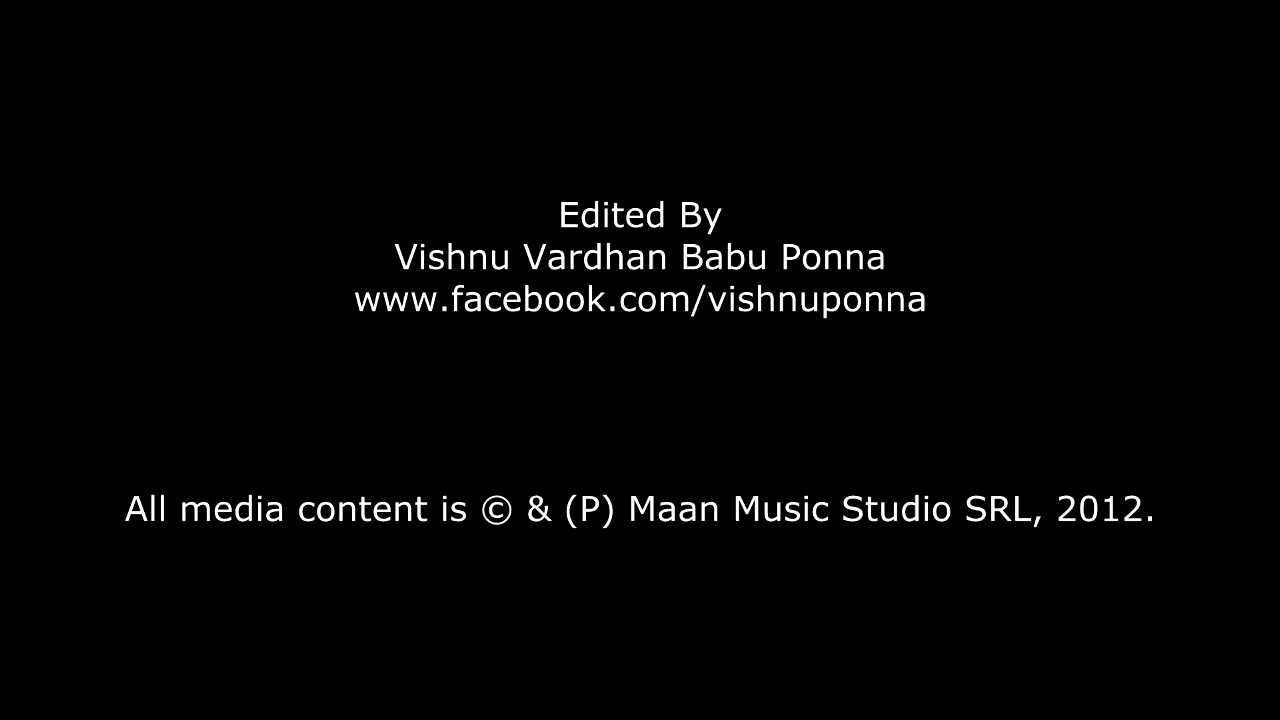 Edited By
Vishnu Vardhan Babu Ponna
www.facebook.com/vishnuponna
All media content is © & (P) Maan Music Studio SRL, 2012.